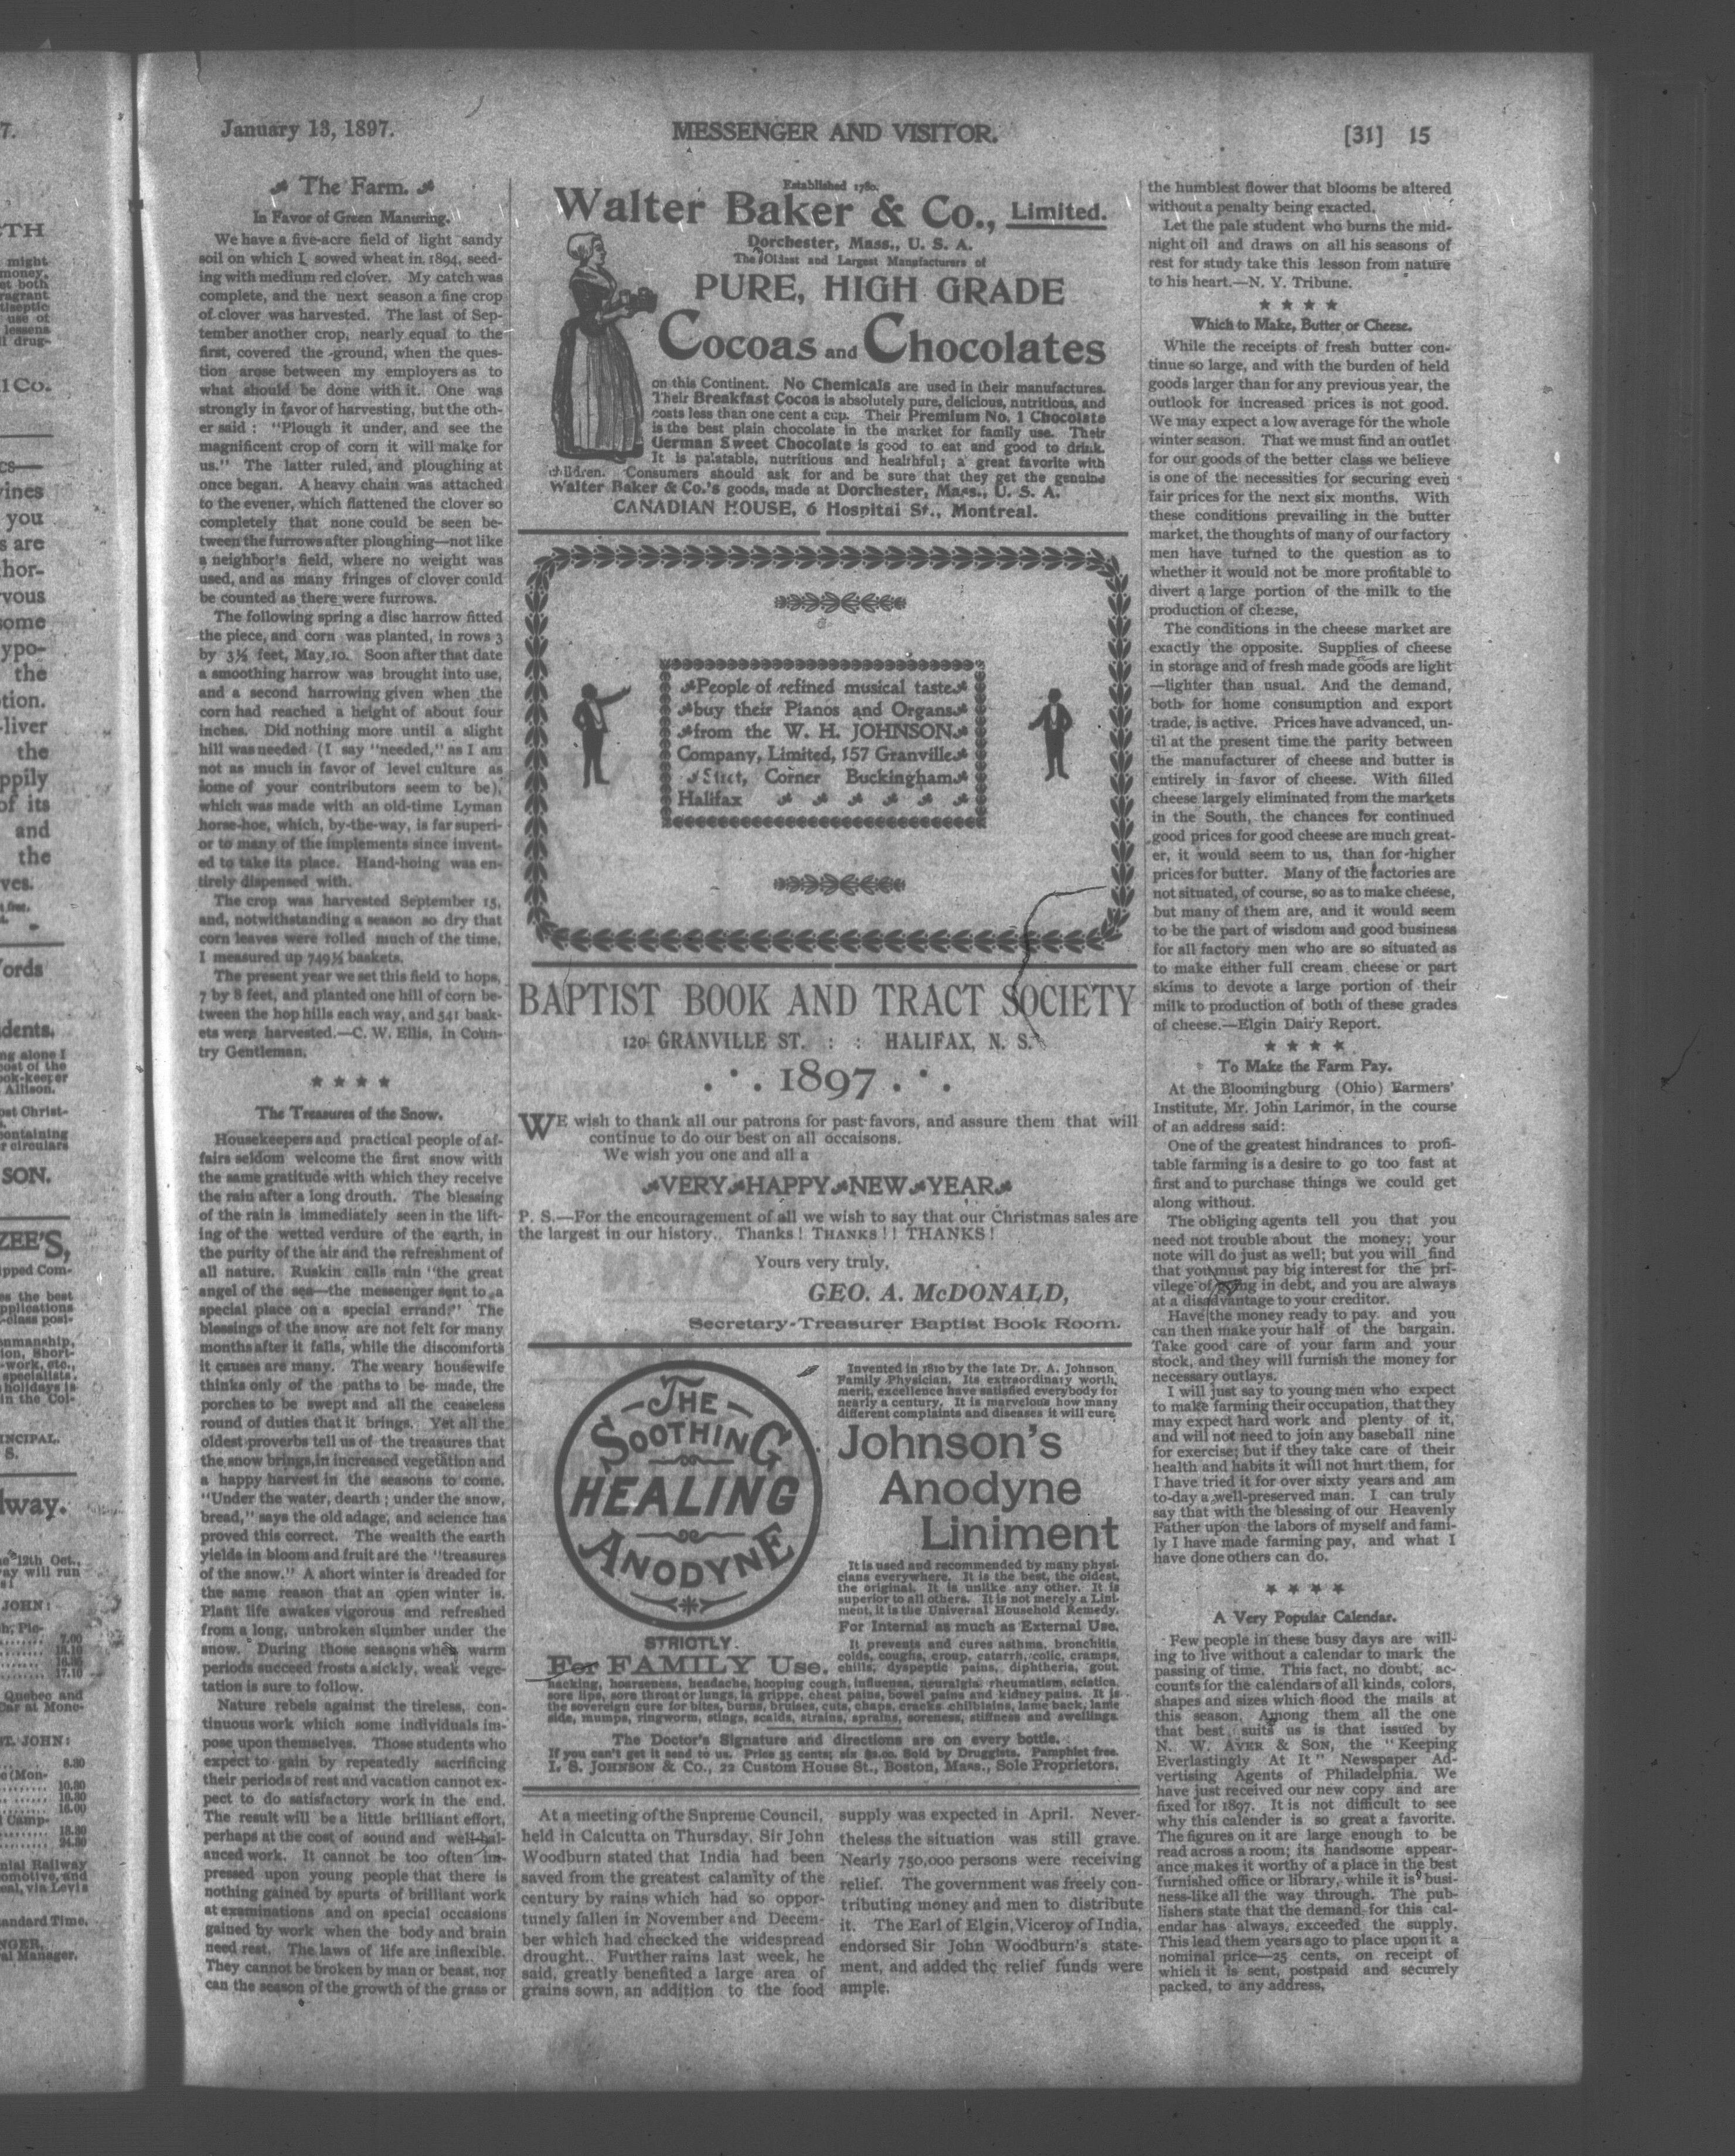 January 13, 1897.
MESSENGER AND VISITOR.
[31] 15
The Farm.
In Favor of Green Manuring.
We have a five-acre field of light sandy
soil on which I sowed wheat in 1894, seed-
ing with medium red clover. My catch was
complete, and the next season a fine crop
of clover was harvested. The last of Sep-
tember another crop, nearly equal to the
first, covered the ground, when the ques-
tion arose between my employers as to
what should be done with it. One was
strongly in favor of harvesting, but the oth-
er said : "Plough it under, and see the
magnificent crop of corn it will make for
us." The latter ruled, and ploughing at
once began. A heavy chain was attached
to the evener, which flattened the clover so
completely that none could be seen be-
tween the furrows after ploughing—not like
a neighbor's field, where no weight was
used, and as many fringes of clover could
be counted as there were furrows.
The following spring a disc harrow fitted
the piece, and corn was planted, in rows 3
by 3½ feet, May 10. Soon after that date
a smoothing harrow was brought into use,
and a second harrowing given when the
corn had reached a height of about four
inches. Did nothing more until a slight
hill was needed (I say "needed," as I am
not as much in favor of level culture as
some of your contributors seem to be),
which was made with an old-time Lyman
horse-hoe, which, by-the-way, is far superi-
or to many of the implements since invent-
ed to take its place. Hand-hoing was en-
tirely dispensed with.
The crop was harvested September 15,
and, notwithstanding a season so dry that
corn leaves were rolled much of the time,
I measured up 749½ baskets.
The present year we set this field to hops,
7 by 8 feet, and planted one hill of corn be-
tween the hop hills each way, and 541 bask-
ets were harvested.—C. W. Ellis, in Coun-
try Gentleman.
The Treasures of the Snow.
Housekeepers and practical people of af-
fairs seldom welcome the first snow with
the same gratitude with which they receive
the rain after a long drouth. The blessing
of the rain is immediately seen in the lift-
ing of the wetted verdure of the earth, in
the purity of the air and the refreshment of
all nature. Ruskin calls rain "the great
angel of the sea—the messenger sent to a
special place on a special errand." The
blessings of the snow are not felt for many
months after it falls, while the discomforts
it causes are many. The weary housewife
thinks only of the paths to be made, the
porches to be swept and all the ceaseless
round of duties that it brings. Yet all the
oldest proverbs tell us of the treasures that
the snow brings, in increased vegetation and
a happy harvest in the seasons to come.
"Under the water, dearth ; under the snow,
bread," says the old adage, and science has
proved this correct. The wealth the earth
yields in bloom and fruit are the "treasures
of the snow." A short winter is dreaded for
the same reason that an open winter is.
Plant life awakes vigorous and refreshed
from a long, unbroken slumber under the
snow. During those seasons when warm
periods succeed frosts a sickly, weak vege-
tation is sure to follow.
Nature rebels against the tireless, con-
tinuous work which some individuals im-
pose upon themselves. Those students who
expect to gain by repeatedly sacrificing
their periods of rest and vacation cannot ex-
pect to do satisfactory work in the end.
The result will be a little brilliant effort,
perhaps at the cost of sound and well-bal-
anced work. It cannot be too often im-
pressed upon young people that there is
nothing gained by spurts of brilliant work
at examinations and on special occasions
gained by work when the body and brain
need rest. The laws of life are inflexible.
They cannot be broken by man or beast, nor
can the season of the growth of the grass or
Established 1780.
Walter Baker & Co., Limited.
Dorchester, Mass., U. S. A.
The Oldest and Largest Manufacturers of
PURE, HIGH GRADE
Cocoas and Chocolates
on this Continent. No Chemicals are used in their manufactures.
Their Breakfast Cocoa is absolutely pure, delicious, nutritious, and
costs less than one cent a cup. Their Premium No. 1 Chocolate
is the best plain chocolate in the market for family use. Their
German Sweet Chocolate is good to eat and good to drink.
It is palatable, nutritious and healthful; a great favorite with
children. Consumers should ask for and be sure that they get the genuine
Walter Baker & Co.'s goods, made at Dorchester, Mass., U. S. A.
CANADIAN HOUSE, 6 Hospital St., Montreal.
People of refined musical taste
buy their Pianos and Organs
from the W. H. JOHNSON
Company, Limited, 157 Granville
Street, Corner Buckingham
Halifax
BAPTIST BOOK AND TRACT SOCIETY
120 GRANVILLE ST. : : HALIFAX, N. S.
1897
WE wish to thank all our patrons for past favors, and assure them that will
continue to do our best on all occaisons.
We wish you one and all a
VERY HAPPY NEW YEAR
P. S.—For the encouragement of all we wish to say that our Christmas sales are
the largest in our history. Thanks ! THANKS ! ! THANKS !
Yours very truly,
GEO. A. McDONALD,
Secretary-Treasurer Baptist Book Room.
THE
SOOTHING
HEALING
ANODYNE
STRICTLY
For FAMILY Use.
Invented in 1810 by the late Dr. A. Johnson
Family Physician. Its extraordinary worth,
merit, excellence have satisfied everybody for
nearly a century. It is marvelous how many
different complaints and diseases it will cure
Johnson's
Anodyne
Liniment
It is used and recommended by many physi-
cians everywhere. It is the best, the oldest,
the original. It is unlike any other. It is
superior to all others. It is not merely a Lini-
ment, it is the Universal Household Remedy.
For Internal as much as External Use.
It prevents and cures asthma, bronchitis,
colds, coughs, croup, catarrh, colic, cramps,
chills, dyspeptic pains, diphtheria, gout,
hacking, hoarseness, headache, hooping cough, influenza, neuralgia, rheumatism, sciatica,
sore lips, sore throat or lungs, la grippe, chest pains, bowel pains and kidney pains. It is
the sovereign cure for bites, burns, bruises, cuts, chaps, cracks, chilblains, lame back, lame
side, mumps, ringworm, stings, scalds, strains, sprains, soreness, stiffness and swellings.
The Doctor's Signature and directions are on every bottle.
If you can't get it send to us. Price 35 cents; six $2.00. Sold by Druggists. Pamphlet free.
I. S. JOHNSON & Co., 22 Custom House St., Boston, Mass., Sole Proprietors.
At a meeting of the Supreme Council,
held in Calcutta on Thursday, Sir John
Woodburn stated that India had been
saved from the greatest calamity of the
century by rains which had so oppor-
tunely fallen in November and Decem-
ber which had checked the widespread
drought. Further rains last week, he
said, greatly benefited a large area of
grains sown, an addition to the food
supply was expected in April. Never-
theless the situation was still grave.
Nearly 750,000 persons were receiving
relief. The government was freely con-
tributing money and men to distribute
it. The Earl of Elgin, Viceroy of India,
endorsed Sir John Woodburn's state-
ment, and added the relief funds were
ample.
the humblest flower that blooms be altered
without a penalty being exacted.
Let the pale student who burns the mid-
night oil and draws on all his seasons of
rest for study take this lesson from nature
to his heart.—N. Y. Tribune.
Which to Make, Butter or Cheese.
While the receipts of fresh butter con-
tinue so large, and with the burden of held
goods larger than for any previous year, the
outlook for increased prices is not good.
We may expect a low average for the whole
winter season. That we must find an outlet
for our goods of the better class we believe
is one of the necessities for securing even
fair prices for the next six months. With
these conditions prevailing in the butter
market, the thoughts of many of our factory
men have turned to the question as to
whether it would not be more profitable to
divert a large portion of the milk to the
production of cheese,
The conditions in the cheese market are
exactly the opposite. Supplies of cheese
in storage and of fresh made goods are light
—lighter than usual. And the demand,
both for home consumption and export
trade, is active. Prices have advanced, un-
til at the present time the parity between
the manufacturer of cheese and butter is
entirely in favor of cheese. With filled
cheese largely eliminated from the markets
in the South, the chances for continued
good prices for good cheese are much great-
er, it would seem to us, than for higher
prices for butter. Many of the factories are
not situated, of course, so as to make cheese,
but many of them are, and it would seem
to be the part of wisdom and good business
for all factory men who are so situated as
to make either full cream cheese or part
skims to devote a large portion of their
milk to production of both of these grades
of cheese.—Elgin Dairy Report.
To Make the Farm Pay.
At the Bloomingburg (Ohio) Farmers'
Institute, Mr. John Larimor, in the course
of an address said:
One of the greatest hindrances to profi-
table farming is a desire to go too fast at
first and to purchase things we could get
along without.
The obliging agents tell you that you
need not trouble about the money; your
note will do just as well; but you will find
that you must pay big interest for the pri-
vilege of going in debt, and you are always
at a disadvantage to your creditor.
Have the money ready to pay and you
can then make your half of the bargain.
Take good care of your farm and your
stock, and they will furnish the money for
necessary outlays.
I will just say to young men who expect
to make farming their occupation, that they
may expect hard work and plenty of it,
and will not need to join any baseball nine
for exercise; but if they take care of their
health and habits it will not hurt them, for
I have tried it for over sixty years and am
to-day a well-preserved man. I can truly
say that with the blessing of our Heavenly
Father upon the labors of myself and fami-
ly I have made farming pay, and what I
have done others can do.
A Very Popular Calendar.
Few people in these busy days are will-
ing to live without a calendar to mark the
passing of time. This fact, no doubt, ac-
counts for the calendars of all kinds, colors,
shapes and sizes which flood the mails at
this season. Among them all the one
that best suits us is that issued by
N. W. AYER & SON, the "Keeping
Everlastingly At It" Newspaper Ad-
vertising Agents of Philadelphia. We
have just received our new copy and are
fixed for 1897. It is not difficult to see
why this calender is so great a favorite.
The figures on it are large enough to be
read across a room; its handsome appear-
ance makes it worthy of a place in the best
furnished office or library, while it is busi-
ness-like all the way through. The pub-
lishers state that the demand for this cal-
endar has always exceeded the supply.
This lead them years ago to place upon it a
nominal price—25 cents, on receipt of
which it is sent, postpaid and securely
packed, to any address,